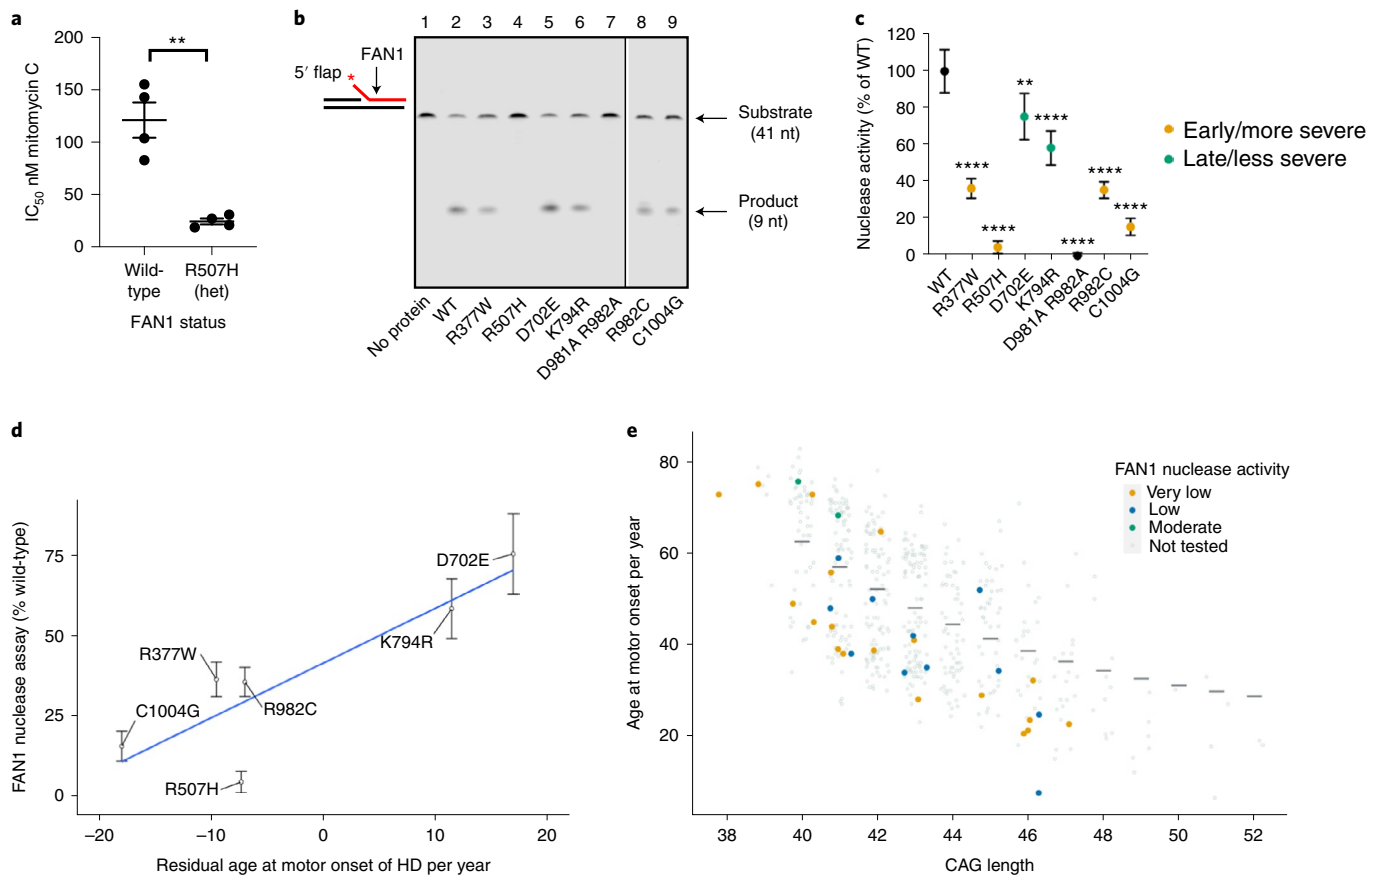 a
200
150
100
50
0
IC50 nM mitomycin C
**
Wild-
type
R507H
(het)
FAN1 status
b
1 2 3 4 5 6 7 8 9
FAN1
5′ flap
*
Substrate
(41 nt)
Product
(9 nt)
No protein
WT
R377W
R507H
D702E
K794R
D981A R982A
R982C
C1004G
c
120
100
80
60
40
20
0
Nuclease activity (% of WT)
****
****
**
****
****
****
****
WT
R377W
R507H
D702E
K794R
D981A R982A
R982C
C1004G
Early/more severe
Late/less severe
d
75
50
25
0
FAN1 nuclease assay (% wild-type)
D702E
K794R
R377W
R982C
C1004G
R507H
–20 –10 0 10 20
Residual age at motor onset of HD per year
e
80
60
40
20
Age at motor onset per year
FAN1 nuclease activity
Very low
Low
Moderate
Not tested
38 40 42 44 46 48 50 52
CAG length